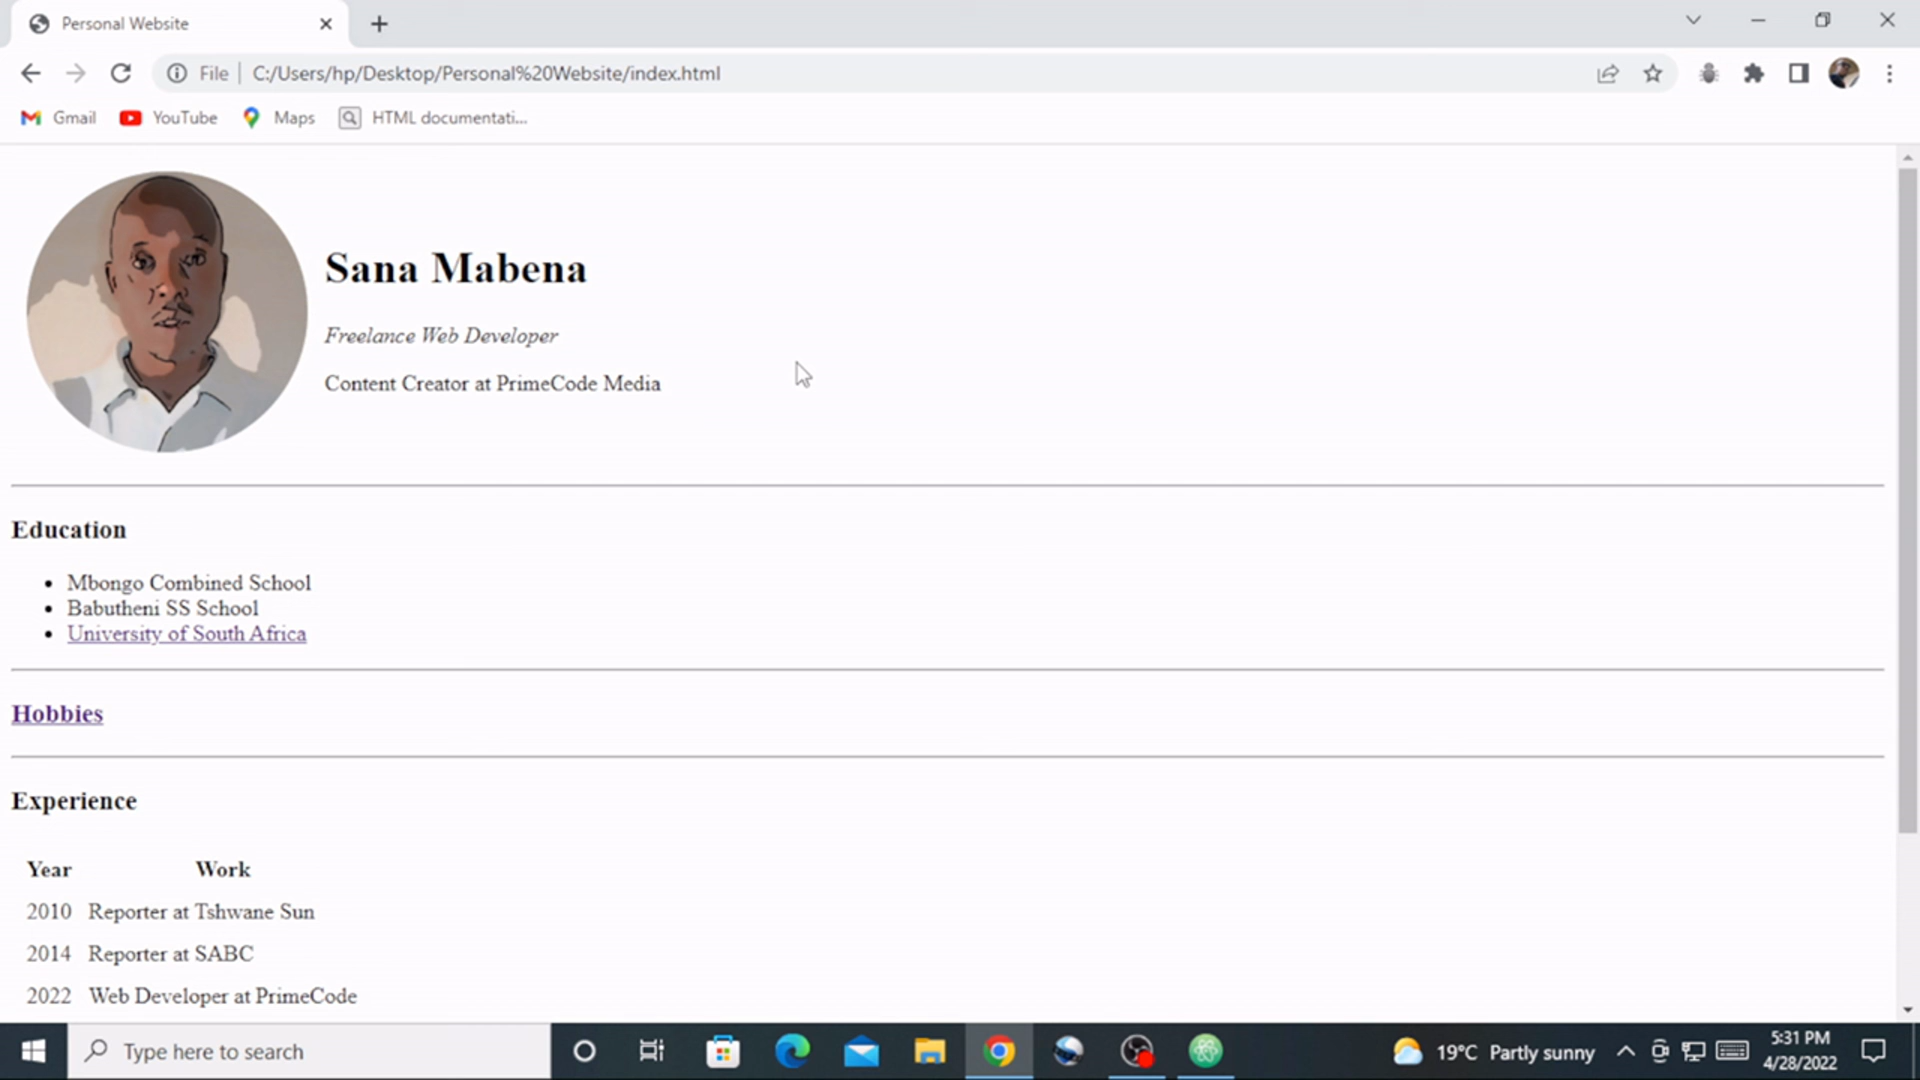 Personal Website
File
C:/Users/hp/Desktop/Personal%20Website/index.html
Gmail
YouTube
Maps
HTML documentati...
Sana Mabena
Freelance Web Developer
Content Creator at PrimeCode Media
Education
Mbongo Combined School
Babutheni SS School
University of South Africa
Hobbies
Experience
Year Work
2010 Reporter at Tshwane Sun
2014 Reporter at SABC
2022 Web Developer at PrimeCode
Type here to search
19°C Partly sunny
5:31 PM
4/28/2022